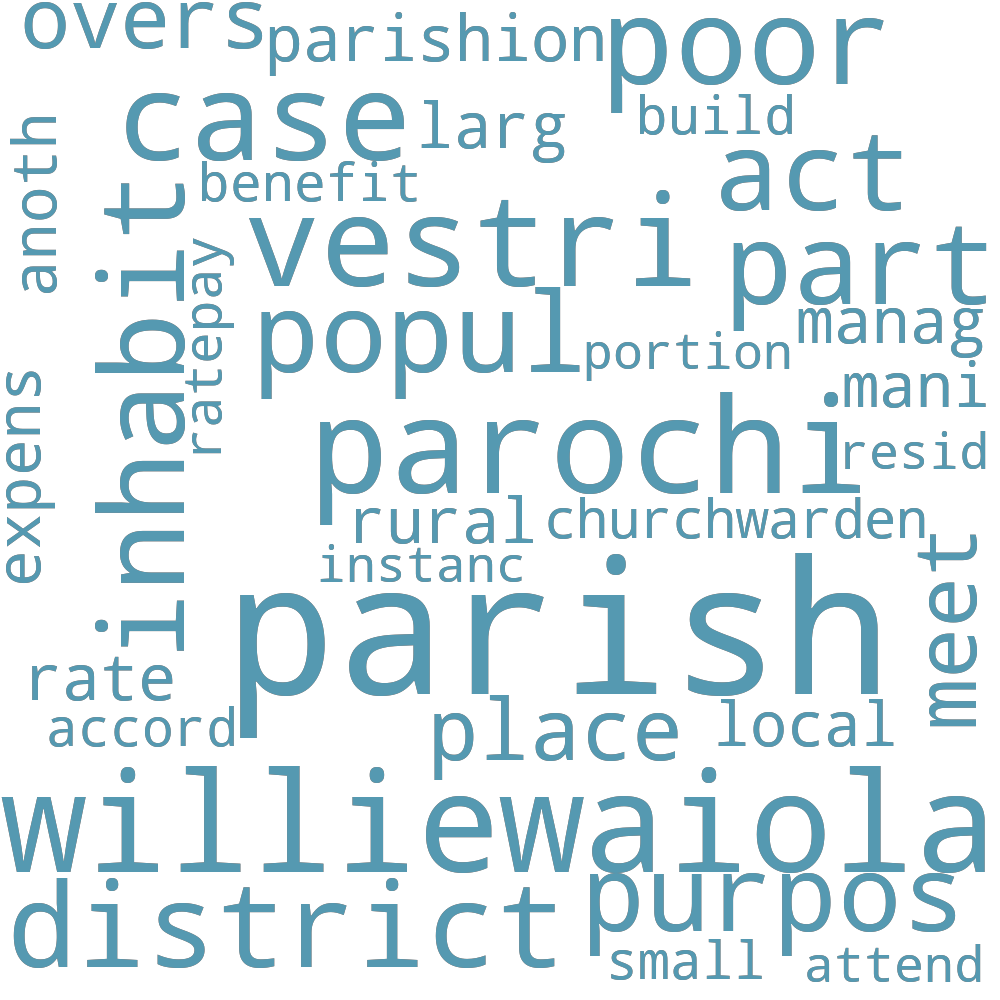 overs
parishion
poor
case
larg
build
anoth
benefit
act
inhabit
vestri
ratepay
part
popul
manag
portion
expens
mani
parochi
resid
rural
churchwarden
instanc
meet
parish
rate
accord
place
local
williewaiola
district
purpos
small
attend